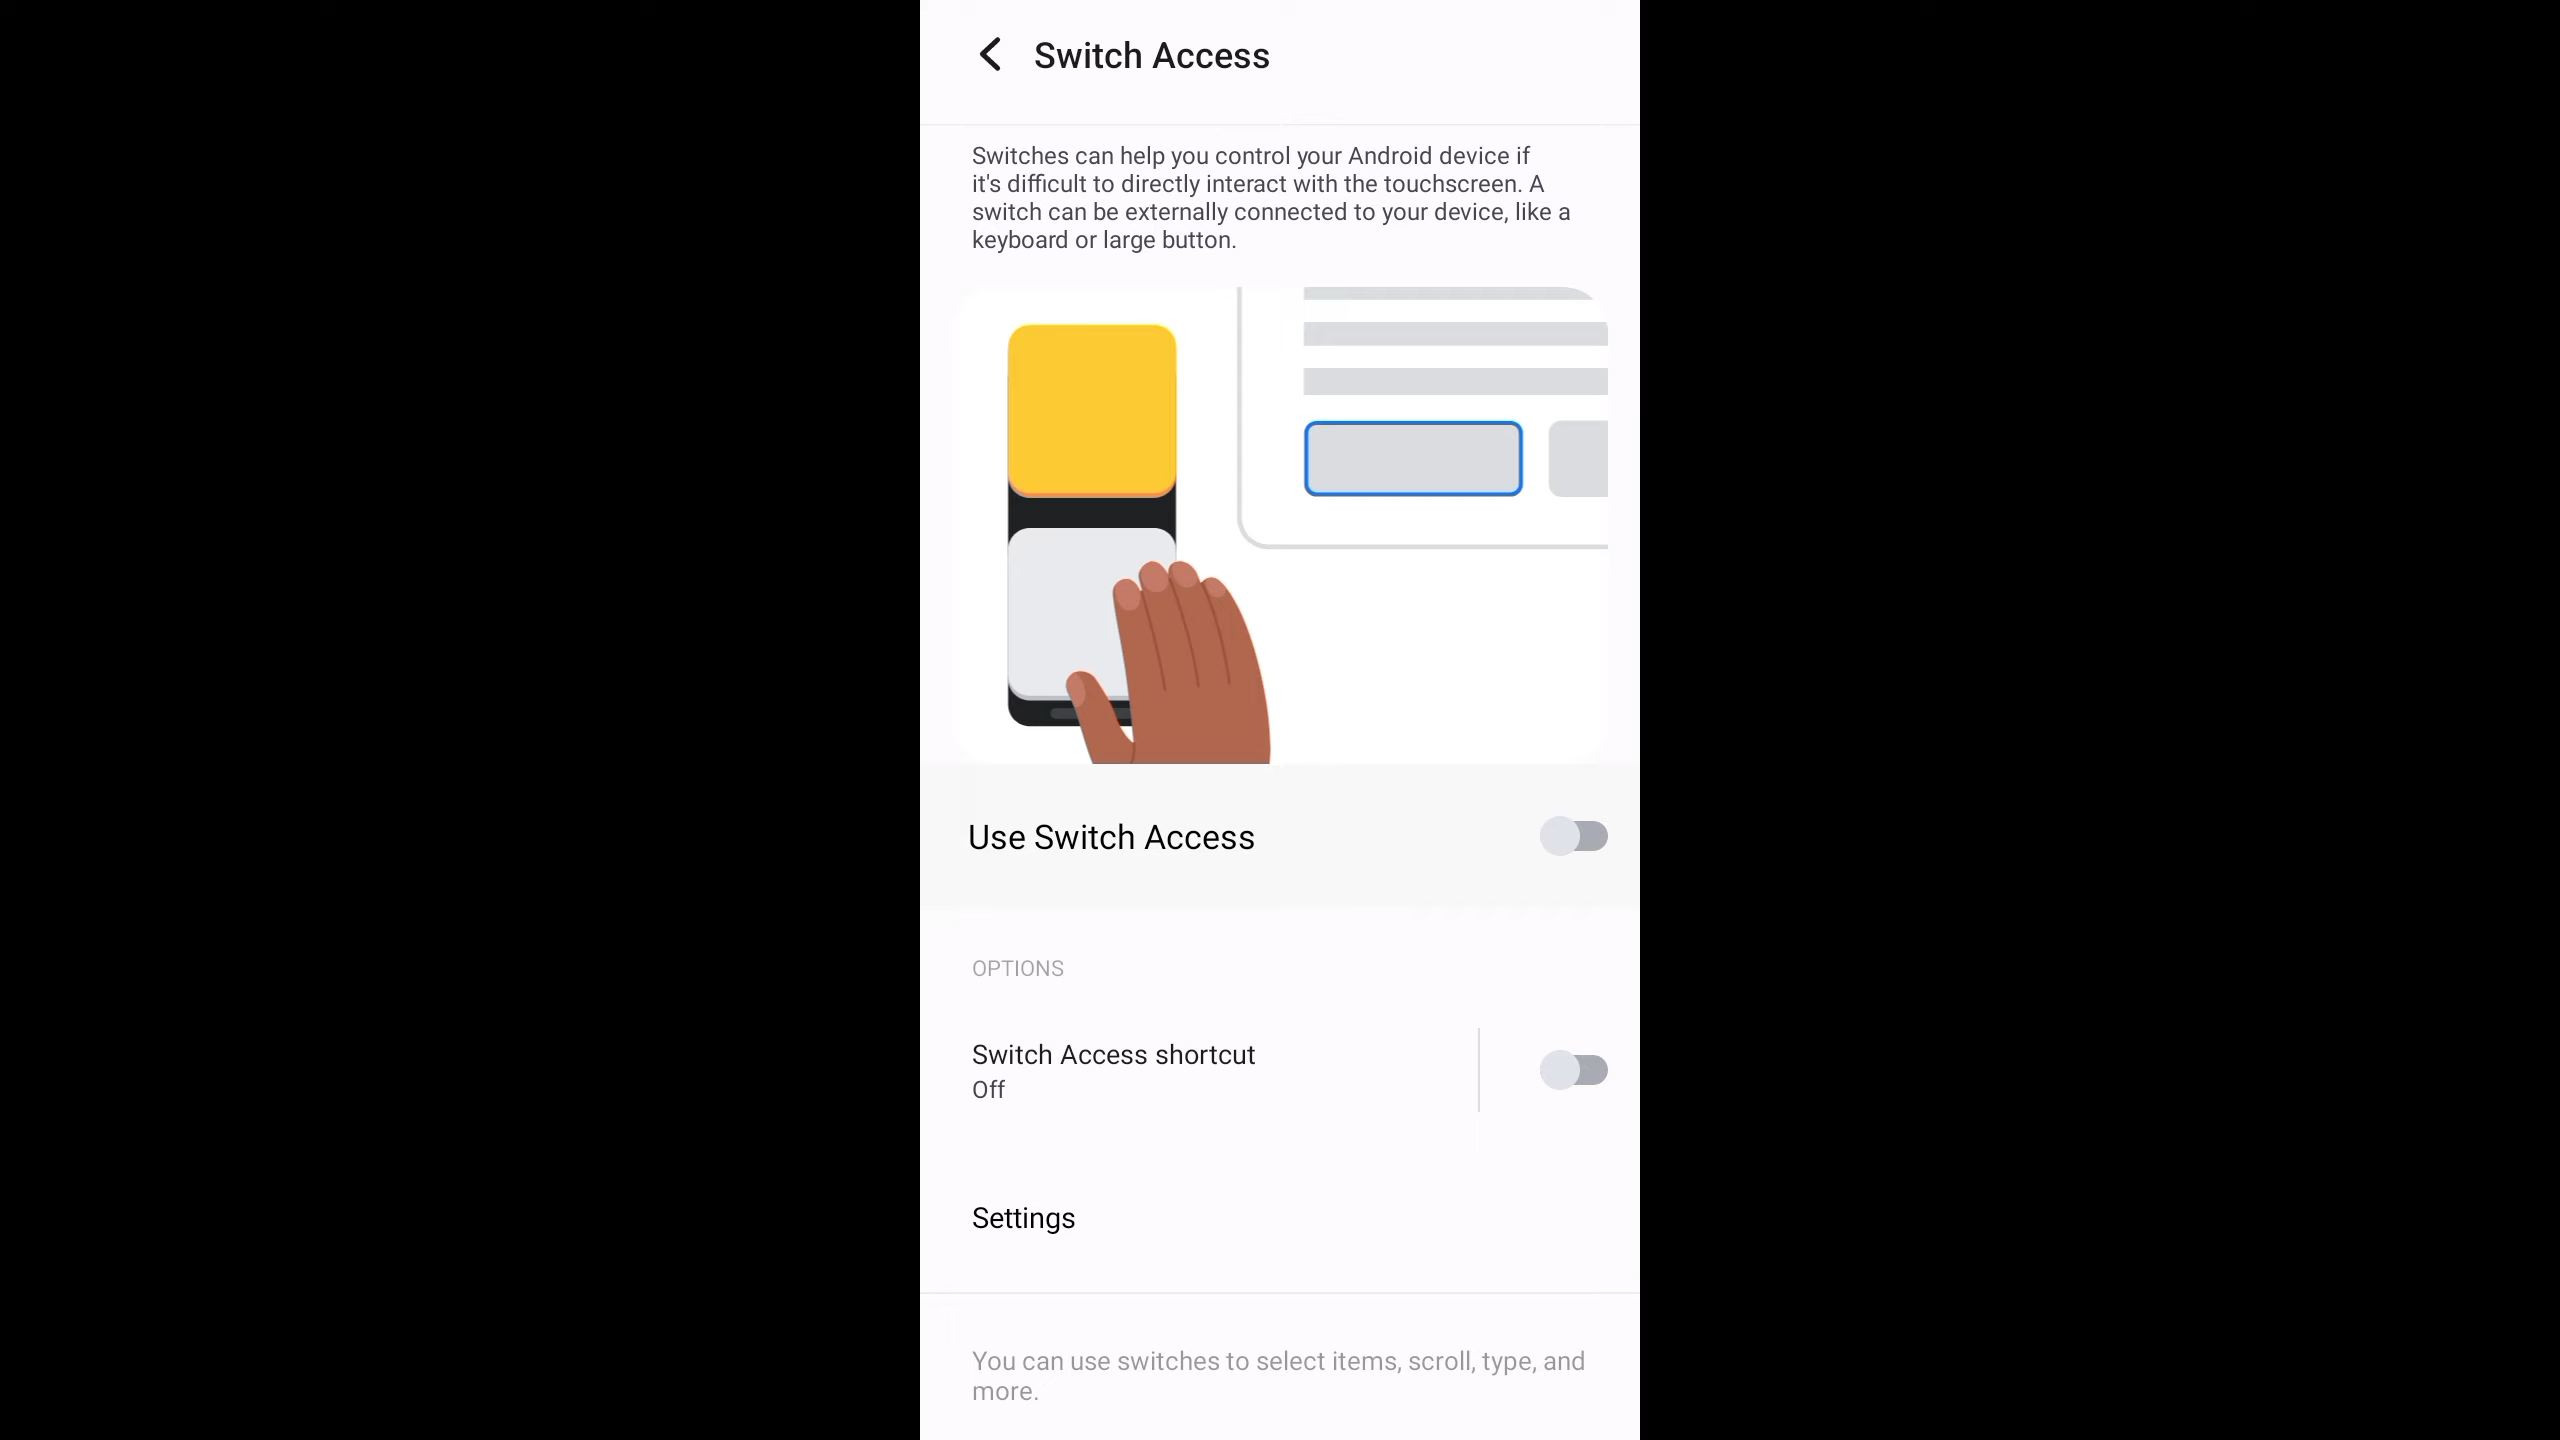 Switch Access
Switches can help you control your Android device if
it's difficult to directly interact with the touchscreen. A
switch can be externally connected to your device, like a
keyboard or large button.
Use Switch Access
OPTIONS
Switch Access shortcut
Off
Settings
You can use switches to select items, scroll, type, and
more.